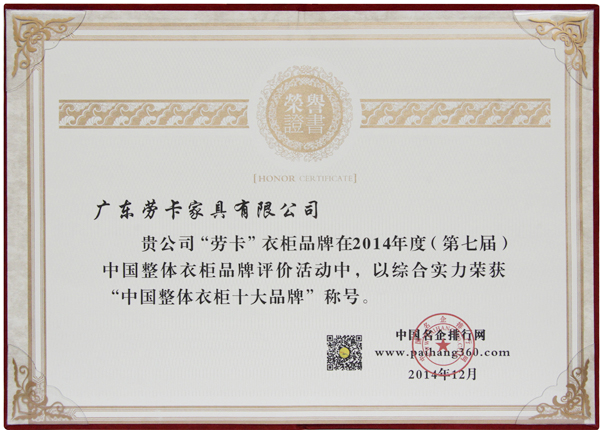 榮譽
證書
[HONOR CERTIFICATE]
广东劳卡家具有限公司
贵公司“劳卡”衣柜品牌在2014年度（第七届）
中国整体衣柜品牌评价活动中，以综合实力荣获
“中国整体衣柜十大品牌”称号。
中国名企排行网
www.paihang360.com
2014年12月